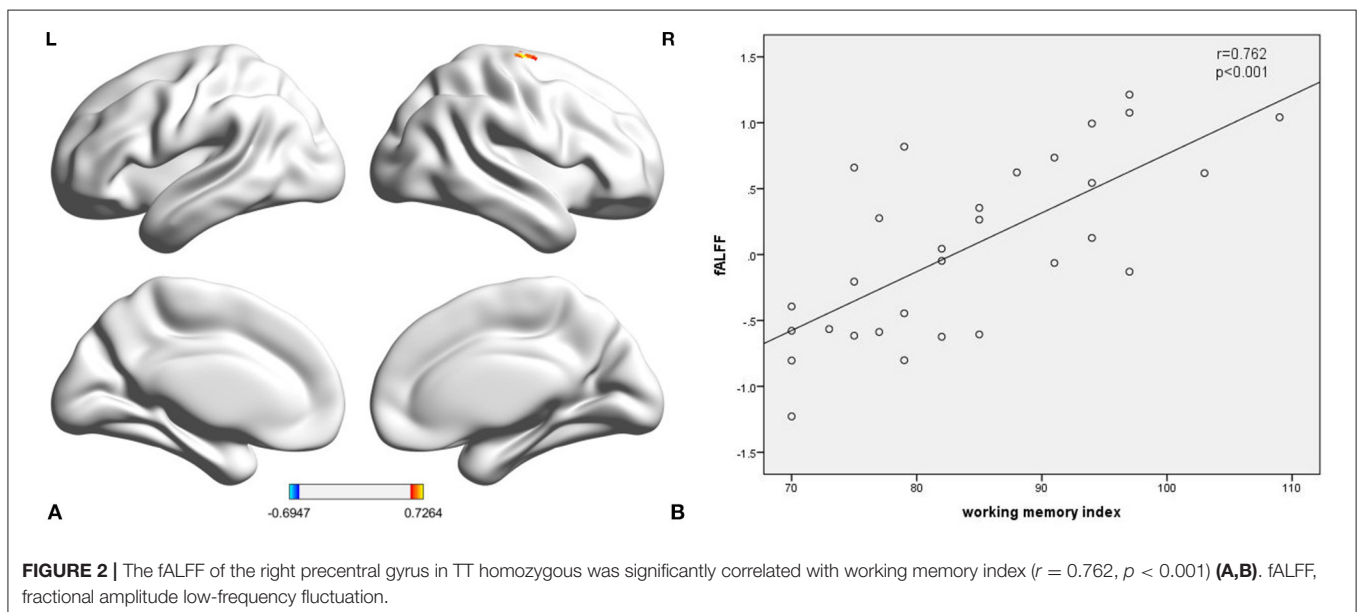 L
R
-0.6947
0.7264
A
r=0.762
p<0.001
1.5
1.0
.5
.0
-.5
-1.0
-1.5
fALFF
70 80 90 100 110
working memory index
B
FIGURE 2 | The fALFF of the right precentral gyrus in TT homozygous was significantly correlated with working memory index (r = 0.762, p < 0.001) (A,B). fALFF,
fractional amplitude low-frequency fluctuation.